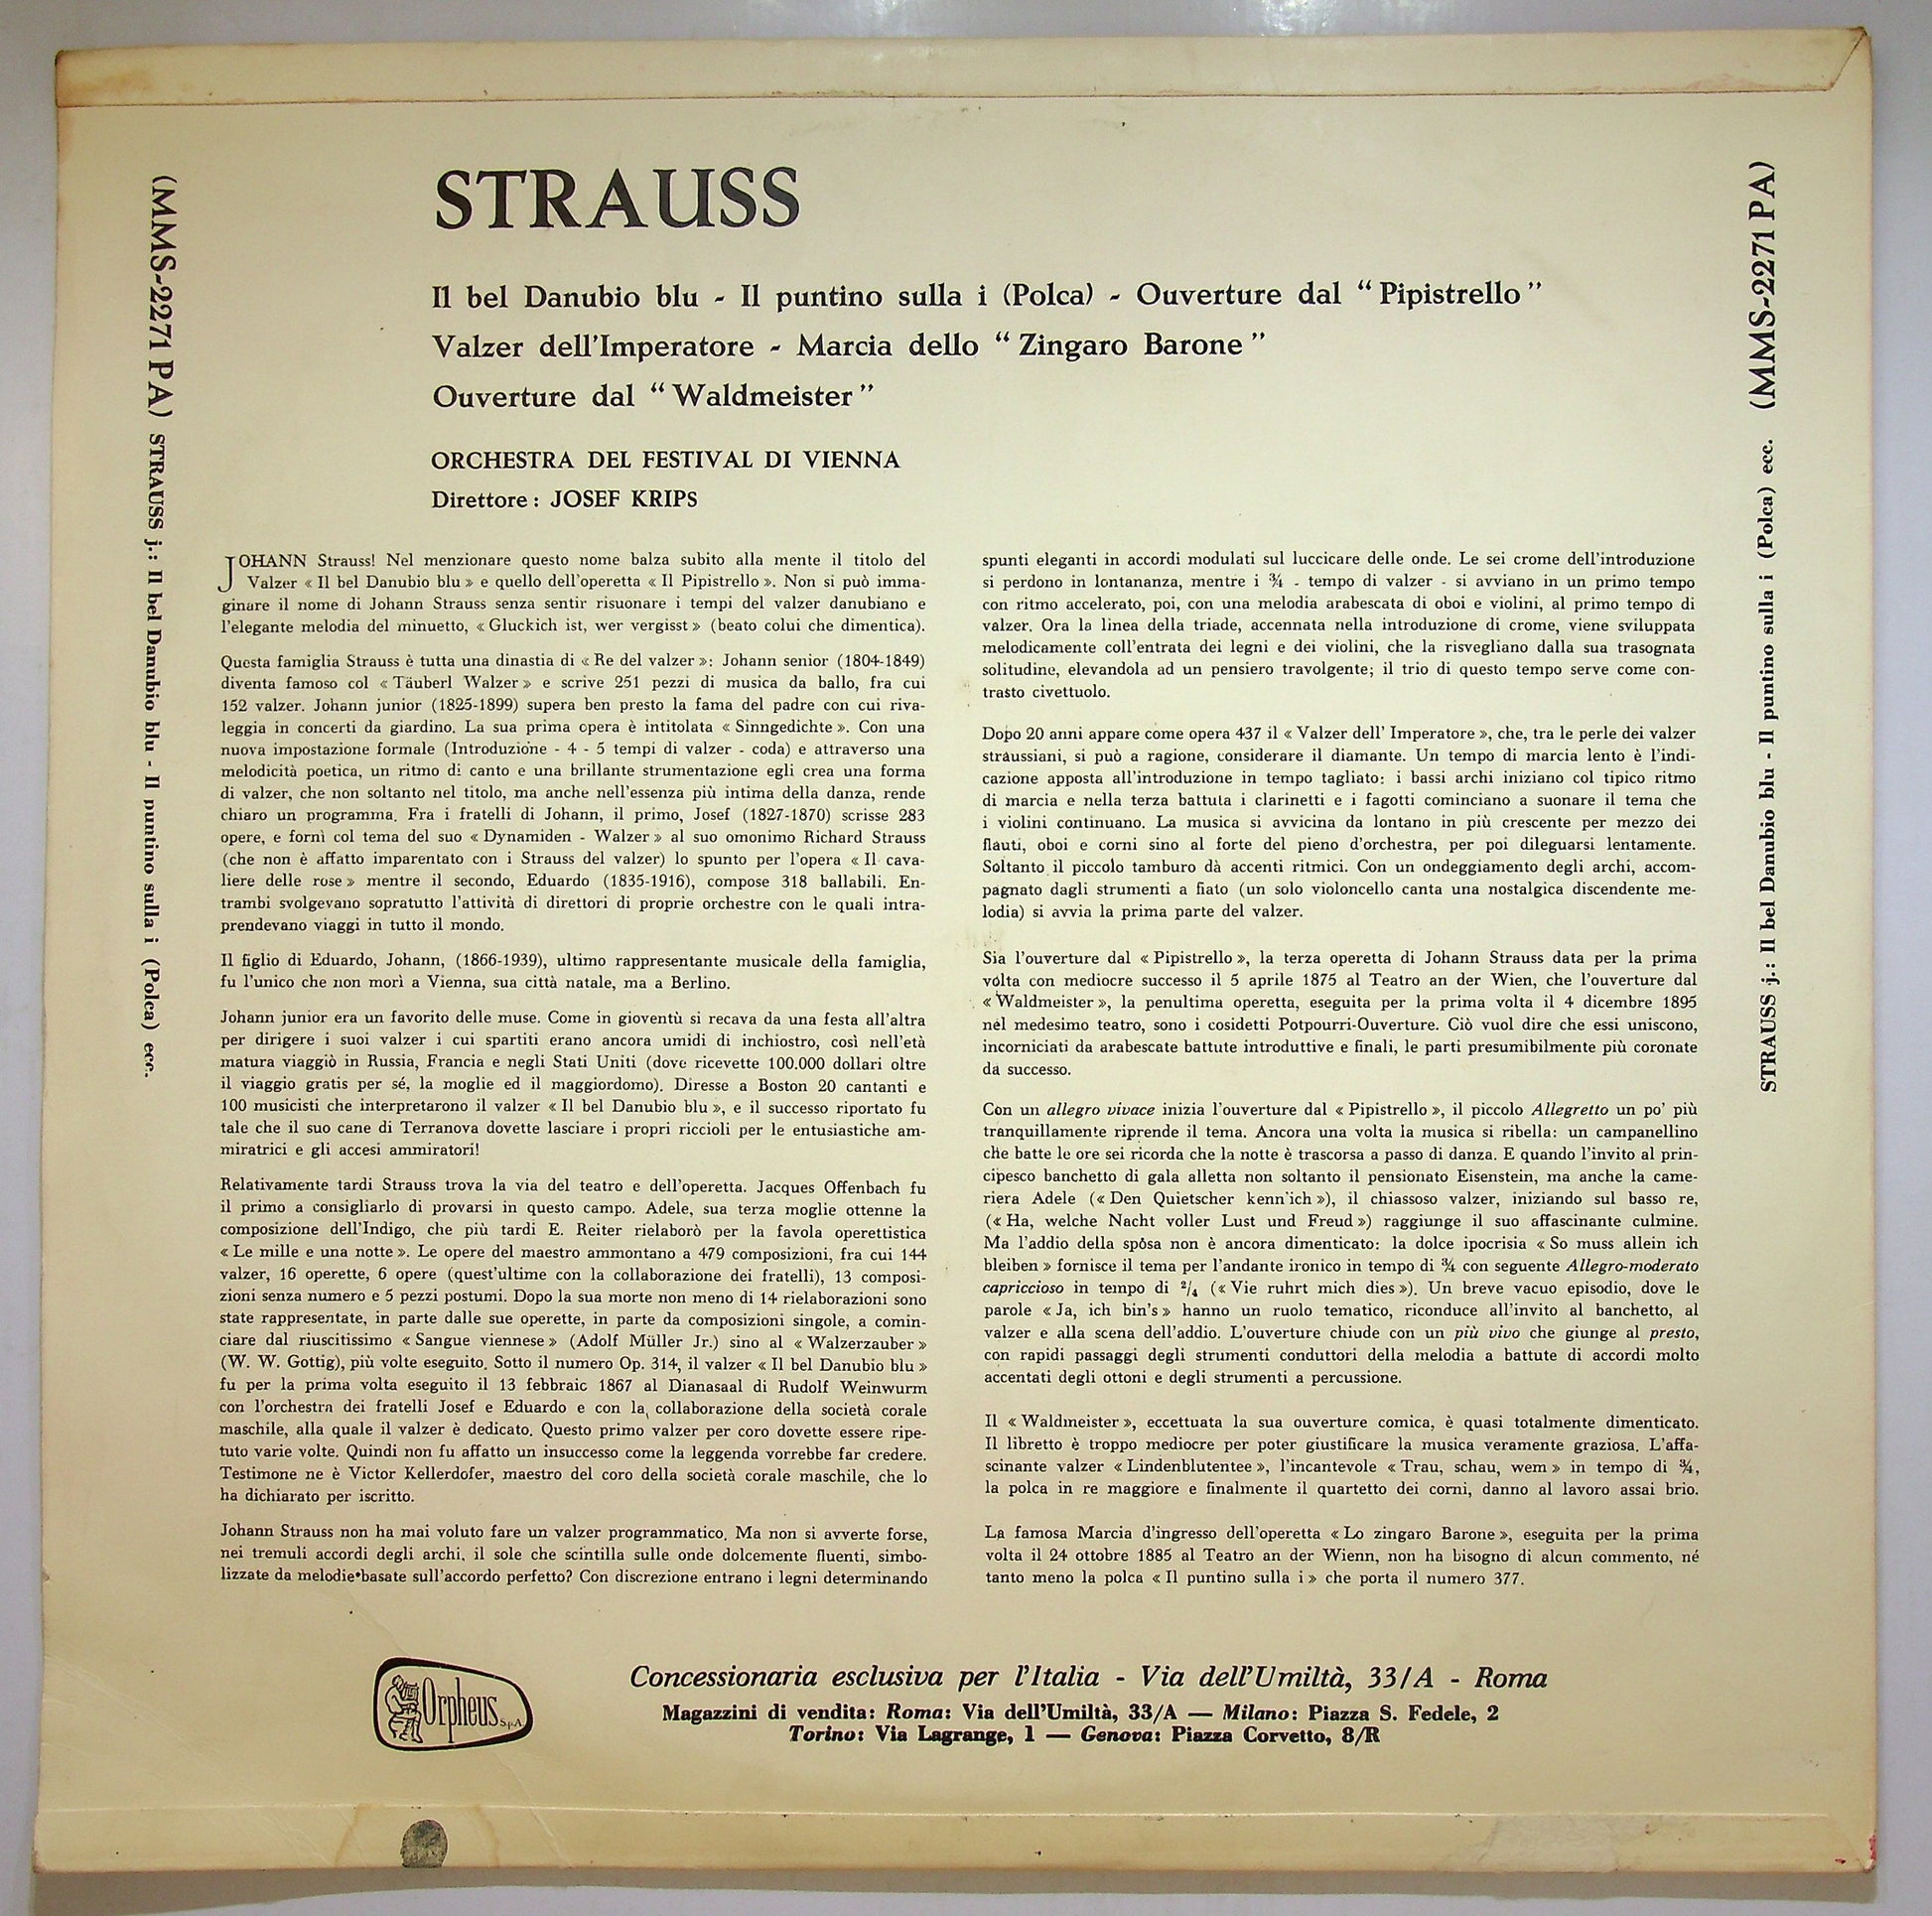 STRAUSS
Il bel Danubio blu - Il puntino sulla i (Polca) - Ouverture dal “Pipistrello”
Valzer dell'Imperatore - Marcia dello “Zingaro Barone”
Ouverture dal “Waldmeister”
ORCHESTRA DEL FESTIVAL DI VIENNA
Direttore: JOSEF KRIPS
(MMS-2271 PA) STRAUSS j.: Il bel Danubio blu - Il puntino sulla i (Polca) ecc.
JOHANN Strauss! Nel menzionare questo nome balza subito alla mente il titolo del
Valzer « Il bel Danubio blu » e quello dell'operetta « Il Pipistrello ». Non si può imma-
ginare il nome di Johann Strauss senza sentir risuonare i tempi del valzer danubiano e
l'elegante melodia del minuetto, « Gluckich ist, wer vergisst » (beato colui che dimentica).
Questa famiglia Strauss è tutta una dinastia di « Re del valzer »: Johann senior (1804-1849)
diventa famoso col « Täuberl Walzer » e scrive 251 pezzi di musica da ballo, fra cui
152 valzer. Johann junior (1825-1899) supera ben presto la fama del padre con cui riva-
leggia in concerti da giardino. La sua prima opera è intitolata « Sinngedichte ». Con una
nuova impostazione formale (Introduzione - 4 - 5 tempi di valzer - coda) e attraverso una
melodicità poetica, un ritmo di canto e una brillante strumentazione egli crea una forma
di valzer, che non soltanto nel titolo, ma anche nell'essenza più intima della danza, rende
chiaro un programma. Fra i fratelli di Johann, il primo, Josef (1827-1870) scrisse 283
opere, e fornì col tema del suo « Dynamiden - Walzer » al suo omonimo Richard Strauss
(che non è affatto imparentato con i Strauss del valzer) lo spunto per l'opera « Il cava-
liere delle rose » mentre il secondo, Eduardo (1835-1916), compose 318 ballabili. En-
trambi svolgevano sopratutto l'attività di direttori di proprie orchestre con le quali intra-
prendevano viaggi in tutto il mondo.
Il figlio di Eduardo, Johann, (1866-1939), ultimo rappresentante musicale della famiglia,
fu l'unico che non morì a Vienna, sua città natale, ma a Berlino.
Johann junior era un favorito delle muse. Come in gioventù si recava da una festa all'altra
per dirigere i suoi valzer i cui spartiti erano ancora umidi di inchiostro, così nell'età
matura viaggiò in Russia, Francia e negli Stati Uniti (dove ricevette 100.000 dollari oltre
il viaggio gratis per sé, la moglie ed il maggiordomo). Diresse a Boston 20 cantanti e
100 musicisti che interpretarono il valzer « Il bel Danubio blu », e il successo riportato fu
tale che il suo cane di Terranova dovette lasciare i propri riccioli per le entusiastiche am-
miratrici e gli accesi ammiratori!
Relativamente tardi Strauss trova la via del teatro e dell'operetta. Jacques Offenbach fu
il primo a consigliarlo di provarsi in questo campo. Adele, sua terza moglie ottenne la
composizione dell'Indigo, che più tardi E. Reiter rielaborò per la favola operettistica
« Le mille e una notte ». Le opere del maestro ammontano a 479 composizioni, fra cui 144
valzer, 16 operette, 6 opere (quest'ultime con la collaborazione dei fratelli), 13 composi-
zioni senza numero e 5 pezzi postumi. Dopo la sua morte non meno di 14 rielaborazioni sono
state rappresentate, in parte dalle sue operette, in parte da composizioni singole, a comin-
ciare dal riuscitissimo « Sangue viennese » (Adolf Müller Jr.) sino al « Walzerzauber »
(W. W. Gottig), più volte eseguito. Sotto il numero Op. 314, il valzer « Il bel Danubio blu »
fu per la prima volta eseguito il 13 febbraio 1867 al Dianasaal di Rudolf Weinwurm
con l'orchestra dei fratelli Josef e Eduardo e con la collaborazione della società corale
maschile, alla quale il valzer è dedicato. Questo primo valzer per coro dovette essere ripe-
tuto varie volte. Quindi non fu affatto un insuccesso come la leggenda vorrebbe far credere.
Testimone ne è Victor Kellerdofer, maestro del coro della società corale maschile, che lo
ha dichiarato per iscritto.
Johann Strauss non ha mai voluto fare un valzer programmatico. Ma non si avverte forse,
nei tremuli accordi degli archi, il sole che scintilla sulle onde dolcemente fluenti, simbo-
lizzate da melodie basate sull'accordo perfetto? Con discrezione entrano i legni determinando
spunti eleganti in accordi modulati sul luccicare delle onde. Le sei crome dell'introduzione
si perdono in lontananza, mentre i ¾ - tempo di valzer - si avviano in un primo tempo
con ritmo accelerato, poi, con una melodia arabescata di oboi e violini, al primo tempo di
valzer. Ora la linea della triade, accennata nella introduzione di crome, viene sviluppata
melodicamente coll'entrata dei legni e dei violini, che la risvegliano dalla sua trasognata
solitudine, elevandola ad un pensiero travolgente; il trio di questo tempo serve come con-
trasto civettuolo.
Dopo 20 anni appare come opera 437 il « Valzer dell' Imperatore », che, tra le perle dei valzer
straussiani, si può a ragione, considerare il diamante. Un tempo di marcia lento è l'indi-
cazione apposta all'introduzione in tempo tagliato: i bassi archi iniziano col tipico ritmo
di marcia e nella terza battuta i clarinetti e i fagotti cominciano a suonare il tema che
i violini continuano. La musica si avvicina da lontano in più crescente per mezzo dei
flauti, oboi e corni sino al forte del pieno d'orchestra, per poi dileguarsi lentamente.
Soltanto il piccolo tamburo dà accenti ritmici. Con un ondeggiamento degli archi, accom-
pagnato dagli strumenti a fiato (un solo violoncello canta una nostalgica discendente me-
lodia) si avvia la prima parte del valzer.
Sia l'ouverture dal « Pipistrello », la terza operetta di Johann Strauss data per la prima
volta con mediocre successo il 5 aprile 1875 al Teatro an der Wien, che l'ouverture dal
« Waldmeister », la penultima operetta, eseguita per la prima volta il 4 dicembre 1895
nel medesimo teatro, sono i cosidetti Potpourri-Ouverture. Ciò vuol dire che essi uniscono,
incorniciati da arabescate battute introduttive e finali, le parti presumibilmente più coronate
da successo.
Con un allegro vivace inizia l'ouverture dal « Pipistrello », il piccolo Allegretto un po' più
tranquillamente riprende il tema. Ancora una volta la musica si ribella: un campanellino
che batte le ore sei ricorda che la notte è trascorsa a passo di danza. E quando l'invito al prin-
cipesco banchetto di gala alletta non soltanto il pensionato Eisenstein, ma anche la came-
riera Adele (« Den Quietscher kenn'ich »), il chiassoso valzer, iniziando sul basso re,
(« Ha, welche Nacht voller Lust und Freud ») raggiunge il suo affascinante culmine.
Ma l'addio della sposa non è ancora dimenticato: la dolce ipocrisia « So muss allein ich
bleiben » fornisce il tema per l'andante ironico in tempo di ¾ con seguente Allegro-moderato
capriccioso in tempo di 2/4 (« Vie ruhrt mich dies »). Un breve vacuo episodio, dove le
parole « Ja, ich bin's » hanno un ruolo tematico, riconduce all'invito al banchetto, al
valzer e alla scena dell'addio. L'ouverture chiude con un più vivo che giunge al presto,
con rapidi passaggi degli strumenti conduttori della melodia a battute di accordi molto
accentati degli ottoni e degli strumenti a percussione.
Il « Waldmeister », eccettuata la sua ouverture comica, è quasi totalmente dimenticato.
Il libretto è troppo mediocre per poter giustificare la musica veramente graziosa. L'affa-
scinante valzer « Lindenblutentee », l'incantevole « Trau, schau, wem » in tempo di ¾,
la polca in re maggiore e finalmente il quartetto dei corni, danno al lavoro assai brio.
La famosa Marcia d'ingresso dell'operetta « Lo zingaro Barone », eseguita per la prima
volta il 24 ottobre 1885 al Teatro an der Wienn, non ha bisogno di alcun commento, né
tanto meno la polca « Il puntino sulla i » che porta il numero 377.
STRAUSS j.: Il bel Danubio blu - Il puntino sulla i (Polca) ecc. (MMS-2271 PA)
Orpheus S.p.A.
Concessionaria esclusiva per l'Italia - Via dell'Umiltà, 33/A - Roma
Magazzini di vendita: Roma: Via dell'Umiltà, 33/A — Milano: Piazza S. Fedele, 2
Torino: Via Lagrange, 1 — Genova: Piazza Corvetto, 8/R